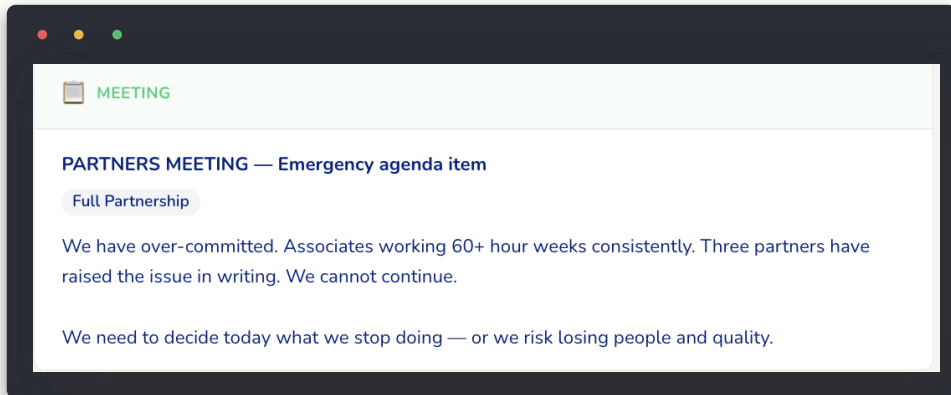 MEETING
PARTNERS MEETING — Emergency agenda item
Full Partnership
We have over-committed. Associates working 60+ hour weeks consistently. Three partners have
raised the issue in writing. We cannot continue.
We need to decide today what we stop doing — or we risk losing people and quality.